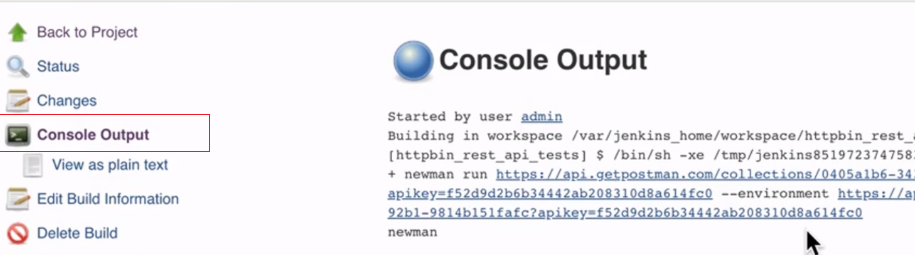 Back to Project
Status
Changes
Console Output
View as plain text
Edit Build Information
Delete Build
Console Output
Started by user admin
Building in workspace /var/jenkins_home/workspace/httpbin_rest_a
[httpbin_rest_api_tests] $ /bin/sh -xe /tmp/jenkins851972374758
+ newman run https://api.getpostman.com/collections/0405a1b6-34
apikey=f52d9d2b6b34442ab208310d8a614fc0 --environment https://ap
92b1-9814b151fafc?apikey=f52d9d2b6b34442ab208310d8a614fc0
newman